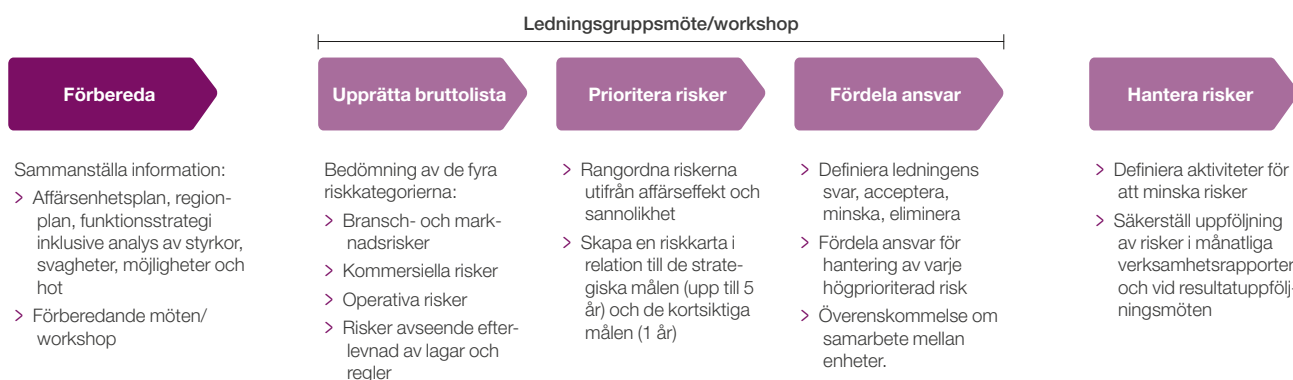 Ledningsgruppsmöte/workshop
Förbereda
Sammanställa information:
> Affärsenhetsplan, region-
plan, funktionsstrategi
inklusive analys av styrkor,
svagheter, möjligheter och
hot
> Förberedande möten/
workshop
Upprätta bruttolista
Bedömning av de fyra
riskkategorierna:
> Bransch- och mark-
nadsrisker
> Kommersiella risker
> Operativa risker
> Risker avseende efter-
levnad av lagar och
regler
Prioritera risker
> Rangordna riskerna
utifrån affärseffekt och
sannolikhet
> Skapa en riskkarta i
relation till de strate-
giska målen (upp till 5
år) och de kortsiktiga
målen (1 år)
Fördela ansvar
> Definiera ledningens
svar, acceptera,
minska, eliminera
> Fördela ansvar för
hantering av varje
högprioriterad risk
> Överenskommelse om
samarbete mellan
enheter.
Hantera risker
> Definiera aktiviteter för
att minska risker
> Säkerställ uppföljning
av risker i månatliga
verksamhetsrapporter
och vid resultatuppfölj-
ningsmöten